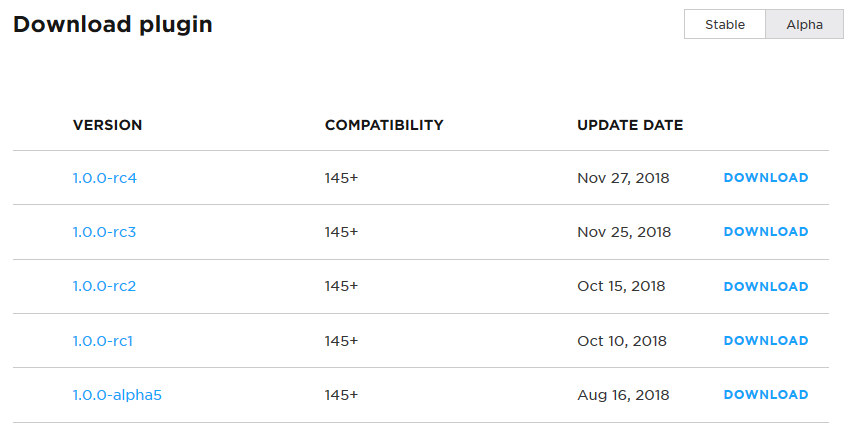 Download plugin
Stable Alpha
VERSION COMPATIBILITY UPDATE DATE
1.0.0-rc4 145+ Nov 27, 2018 DOWNLOAD
1.0.0-rc3 145+ Nov 25, 2018 DOWNLOAD
1.0.0-rc2 145+ Oct 15, 2018 DOWNLOAD
1.0.0-rc1 145+ Oct 10, 2018 DOWNLOAD
1.0.0-alpha5 145+ Aug 16, 2018 DOWNLOAD